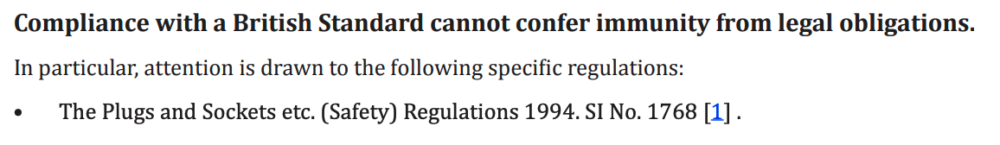 Compliance with a British Standard cannot confer immunity from legal obligations.
In particular, attention is drawn to the following specific regulations:
• The Plugs and Sockets etc. (Safety) Regulations 1994. SI No. 1768 [1] .